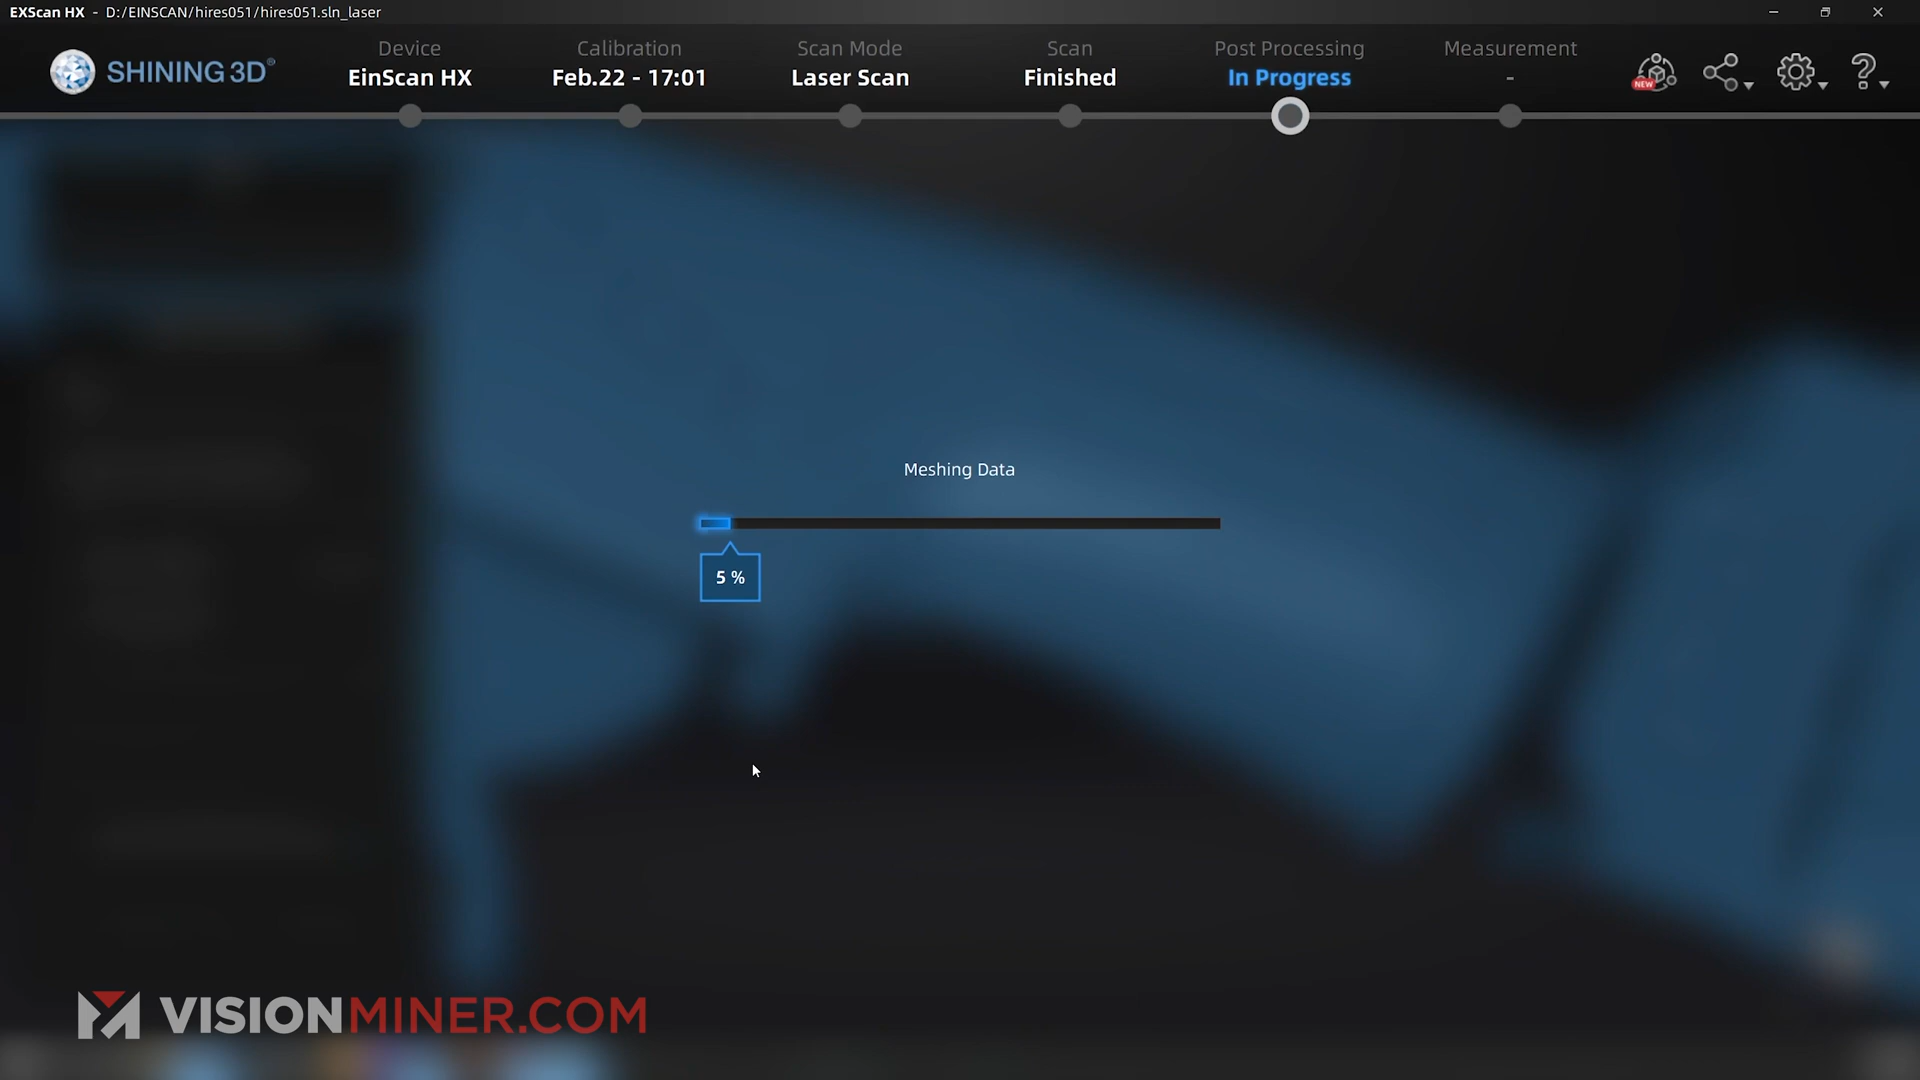 EXScan HX - D:/EINSCAN/hires051/hires051.sln_laser
SHINING 3D®
Device
EinScan HX
Calibration
Feb.22 - 17:01
Scan Mode
Laser Scan
Scan
Finished
Post Processing
In Progress
Measurement
-
NEW
?
Meshing Data
5 %
VISIONMINER.COM